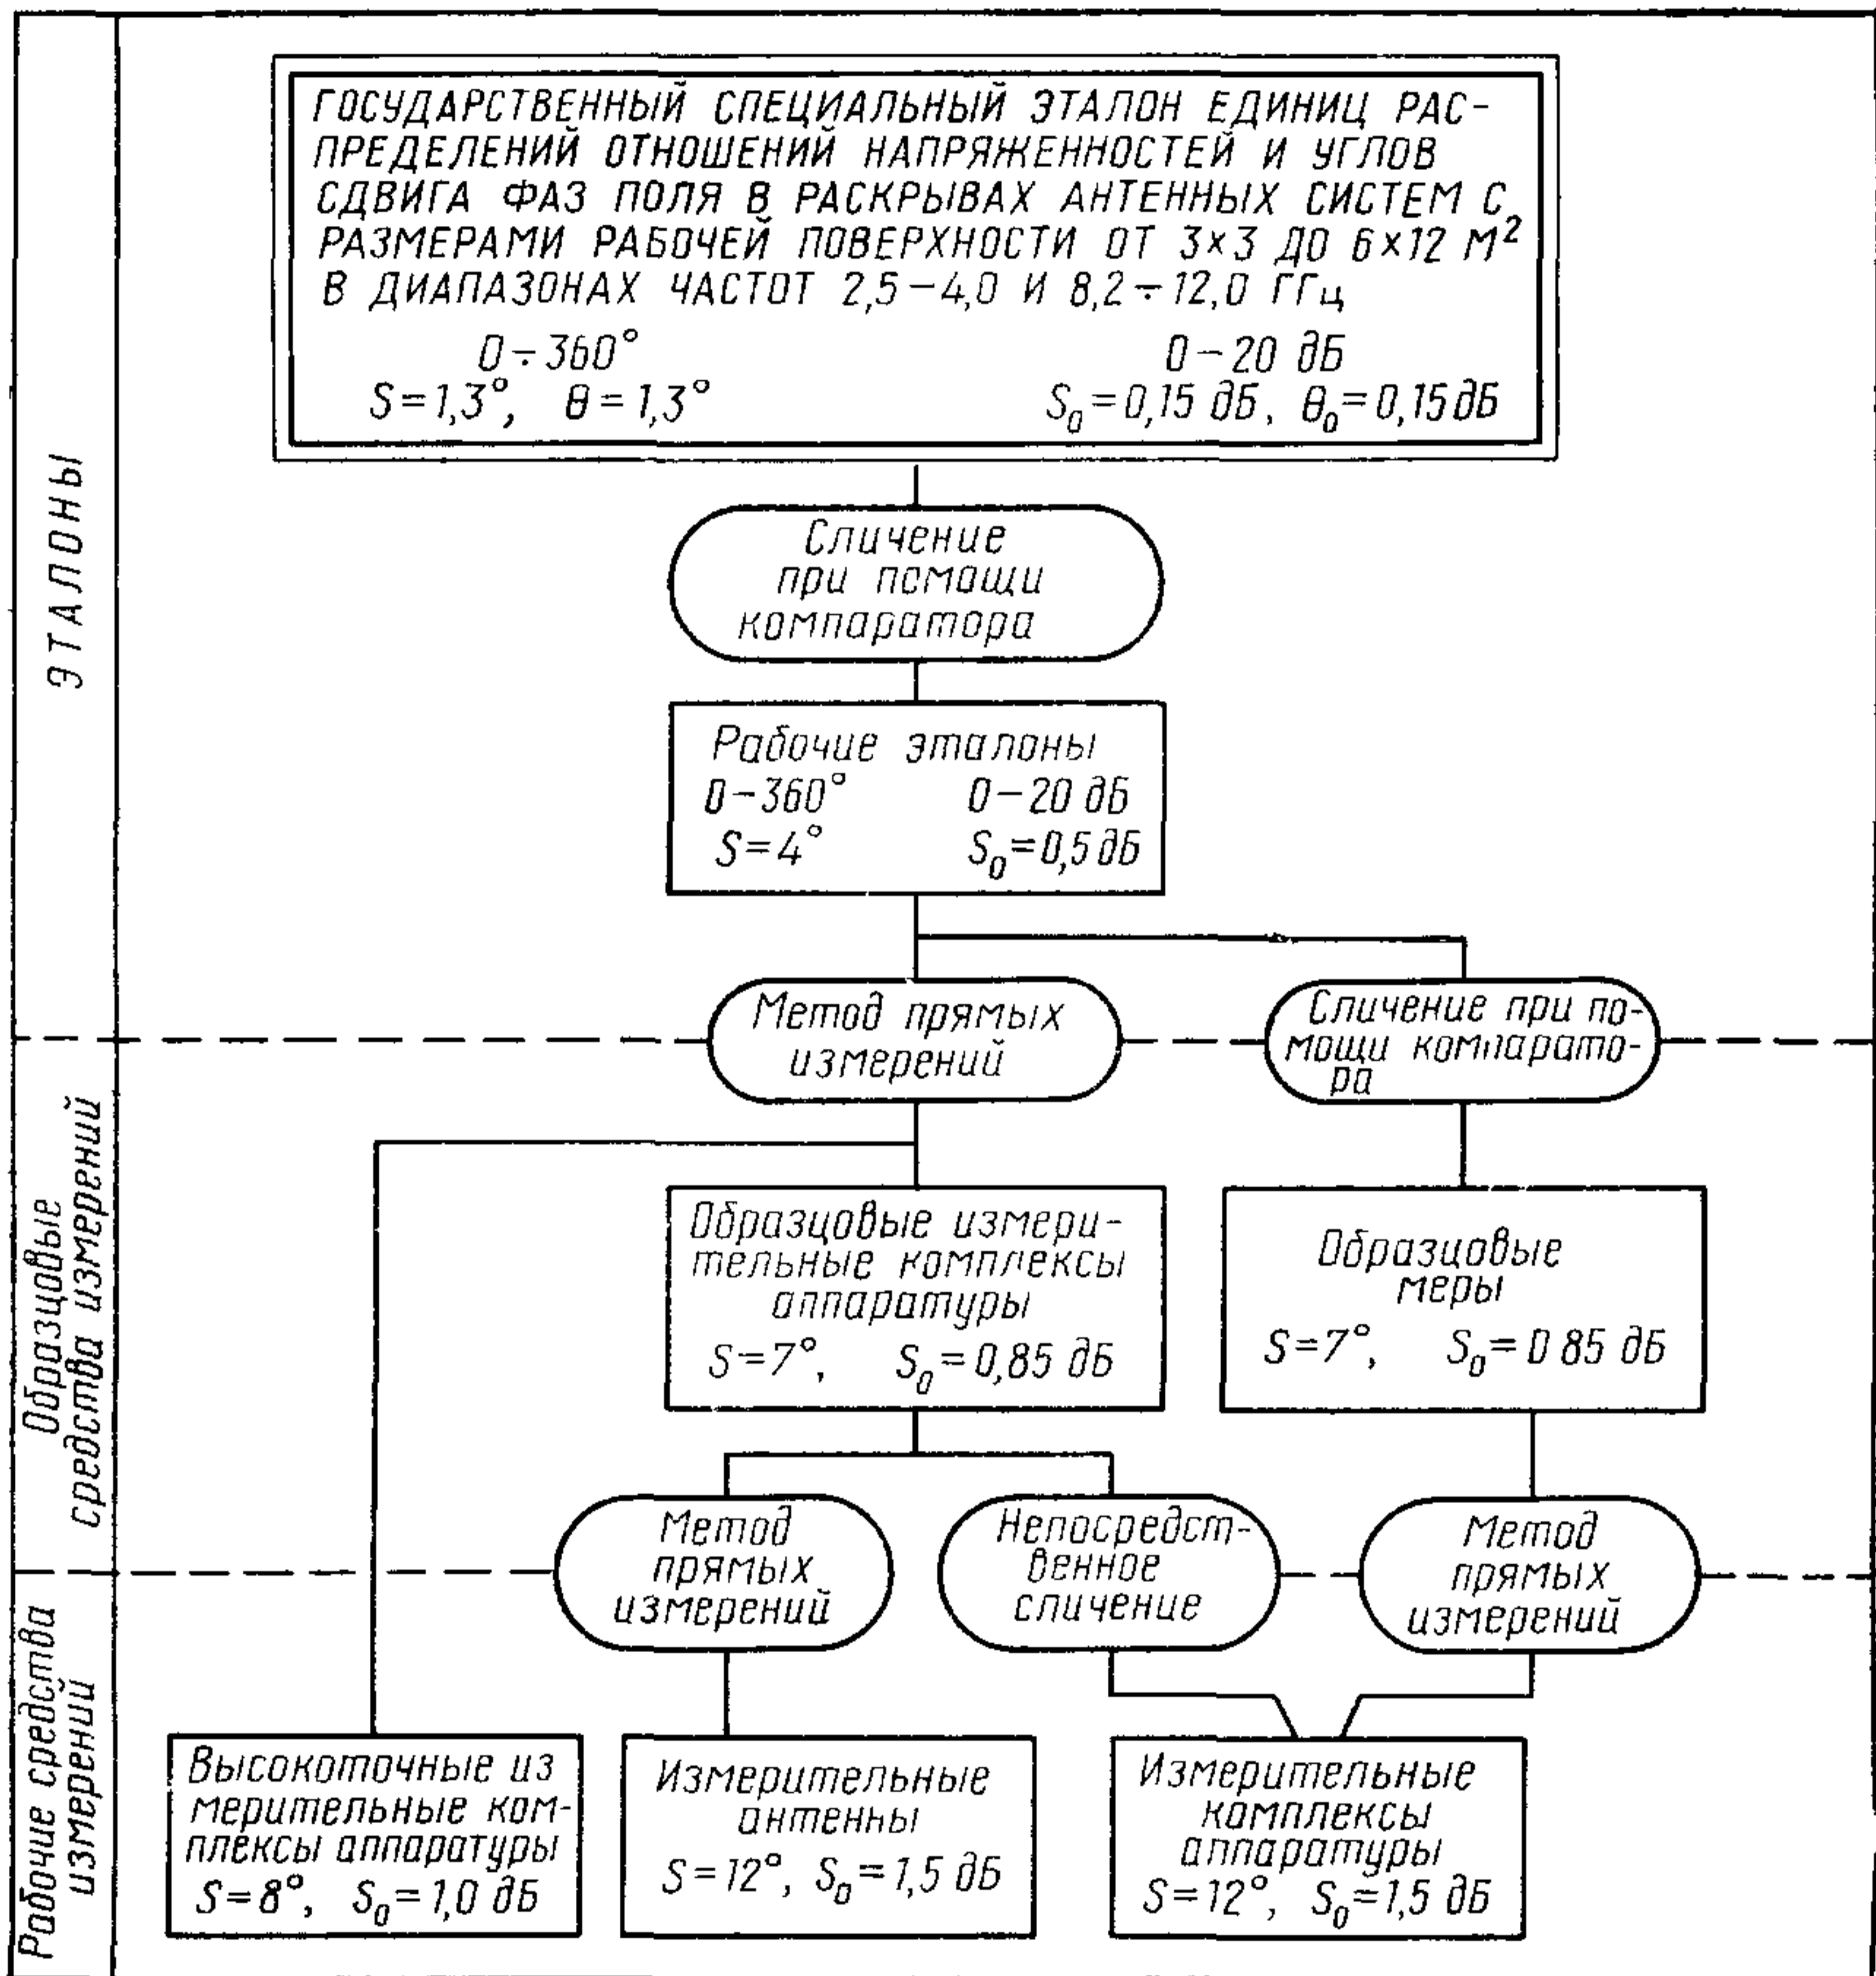 ГОСУДАРСТВЕННЫЙ СПЕЦИАЛЬНЫЙ ЭТАЛОН ЕДИНИЦ РАС-
ПРЕДЕЛЕНИЙ ОТНОШЕНИЙ НАПРЯЖЕННОСТЕЙ И УГЛОВ
СДВИГА ФАЗ ПОЛЯ В РАСКРЫВАХ АНТЕННЫХ СИСТЕМ С
РАЗМЕРАМИ РАБОЧЕЙ ПОВЕРХНОСТИ ОТ 3×3 ДО 6×12 М²
В ДИАПАЗОНАХ ЧАСТОТ 2,5−4,0 И 8,2÷12,0 ГГц
0÷360° 0−20 дБ
S=1,3°, θ=1,3° S₀=0,15 дБ, θ₀=0,15 дБ
ЭТАЛОНЫ
Сличение
при помощи
компаратора
Рабочие эталоны
0−360° 0−20 дБ
S=4° S₀=0,5 дБ
Метод прямых
измерений
Сличение при по-
мощи компарато-
ра
Образцовые
средства измерений
Образцовые измери-
тельные комплексы
аппаратуры
S=7°, S₀=0,85 дБ
Образцовые
меры
S=7°, S₀=0 85 дБ
Метод
прямых
измерений
Непосредст-
венное
сличение
Метод
прямых
измерений
Рабочие средства
измерений
Высокоточные из
мерительные ком-
плексы аппаратуры
S=8°, S₀=1,0 дБ
Измерительные
антенны
S=12°, S₀=1,5 дБ
Измерительные
комплексы
аппаратуры
S=12°, S₀=1,5 дБ